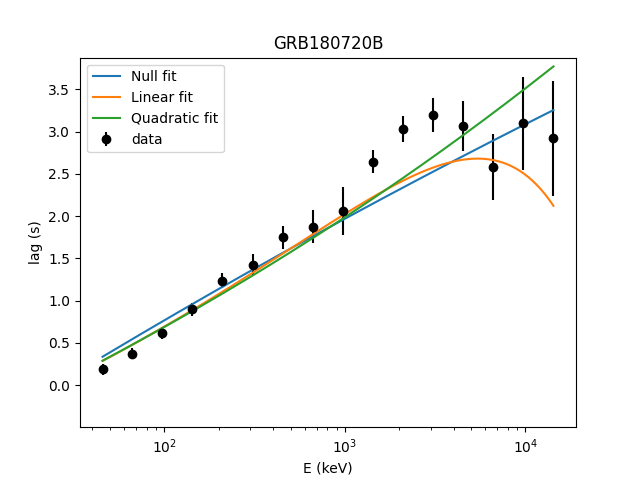 GRB180720B
Null fit
Linear fit
Quadratic fit
data
lag (s)
3.5
3.0
2.5
2.0
1.5
1.0
0.5
0.0
10²
10³
10⁴
E (keV)